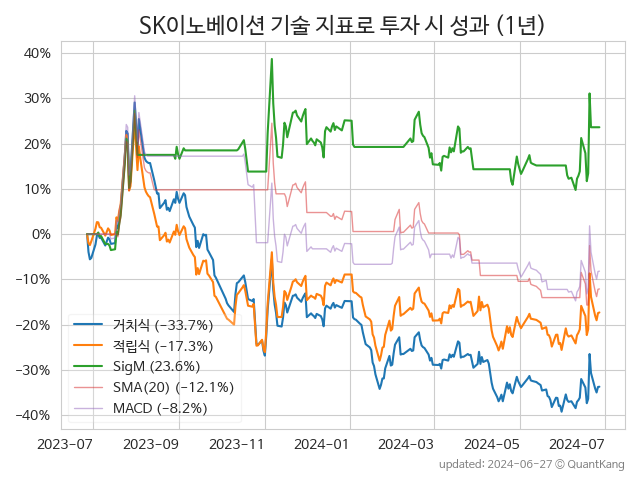 SK이노베이션 기술 지표로 투자 시 성과 (1년)
40%
30%
20%
10%
0%
−10%
−20%
−30%
−40%
거치식 (−33.7%)
적립식 (−17.3%)
SigM (23.6%)
SMA(20) (−12.1%)
MACD (−8.2%)
2023-07
2023-09
2023-11
2024-01
2024-03
2024-05
2024-07
updated: 2024-06-27 © QuantKang